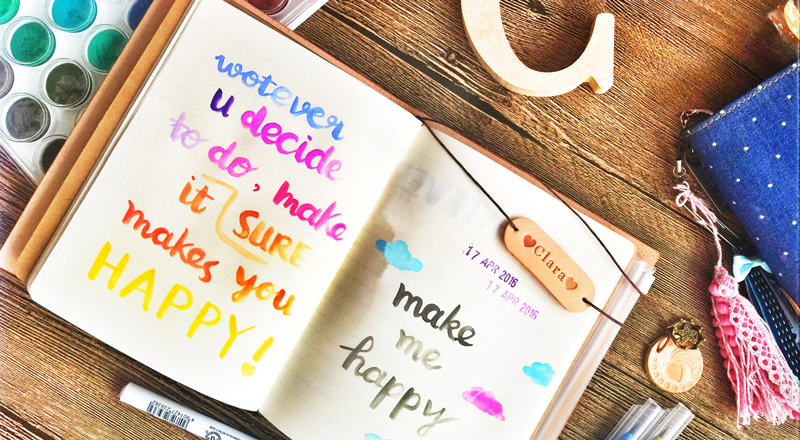 wotever
u decide
to do, make
it SURE
makes you
HAPPY!
17 APR 2016
17 APR 2016
Clara
make
me
happy